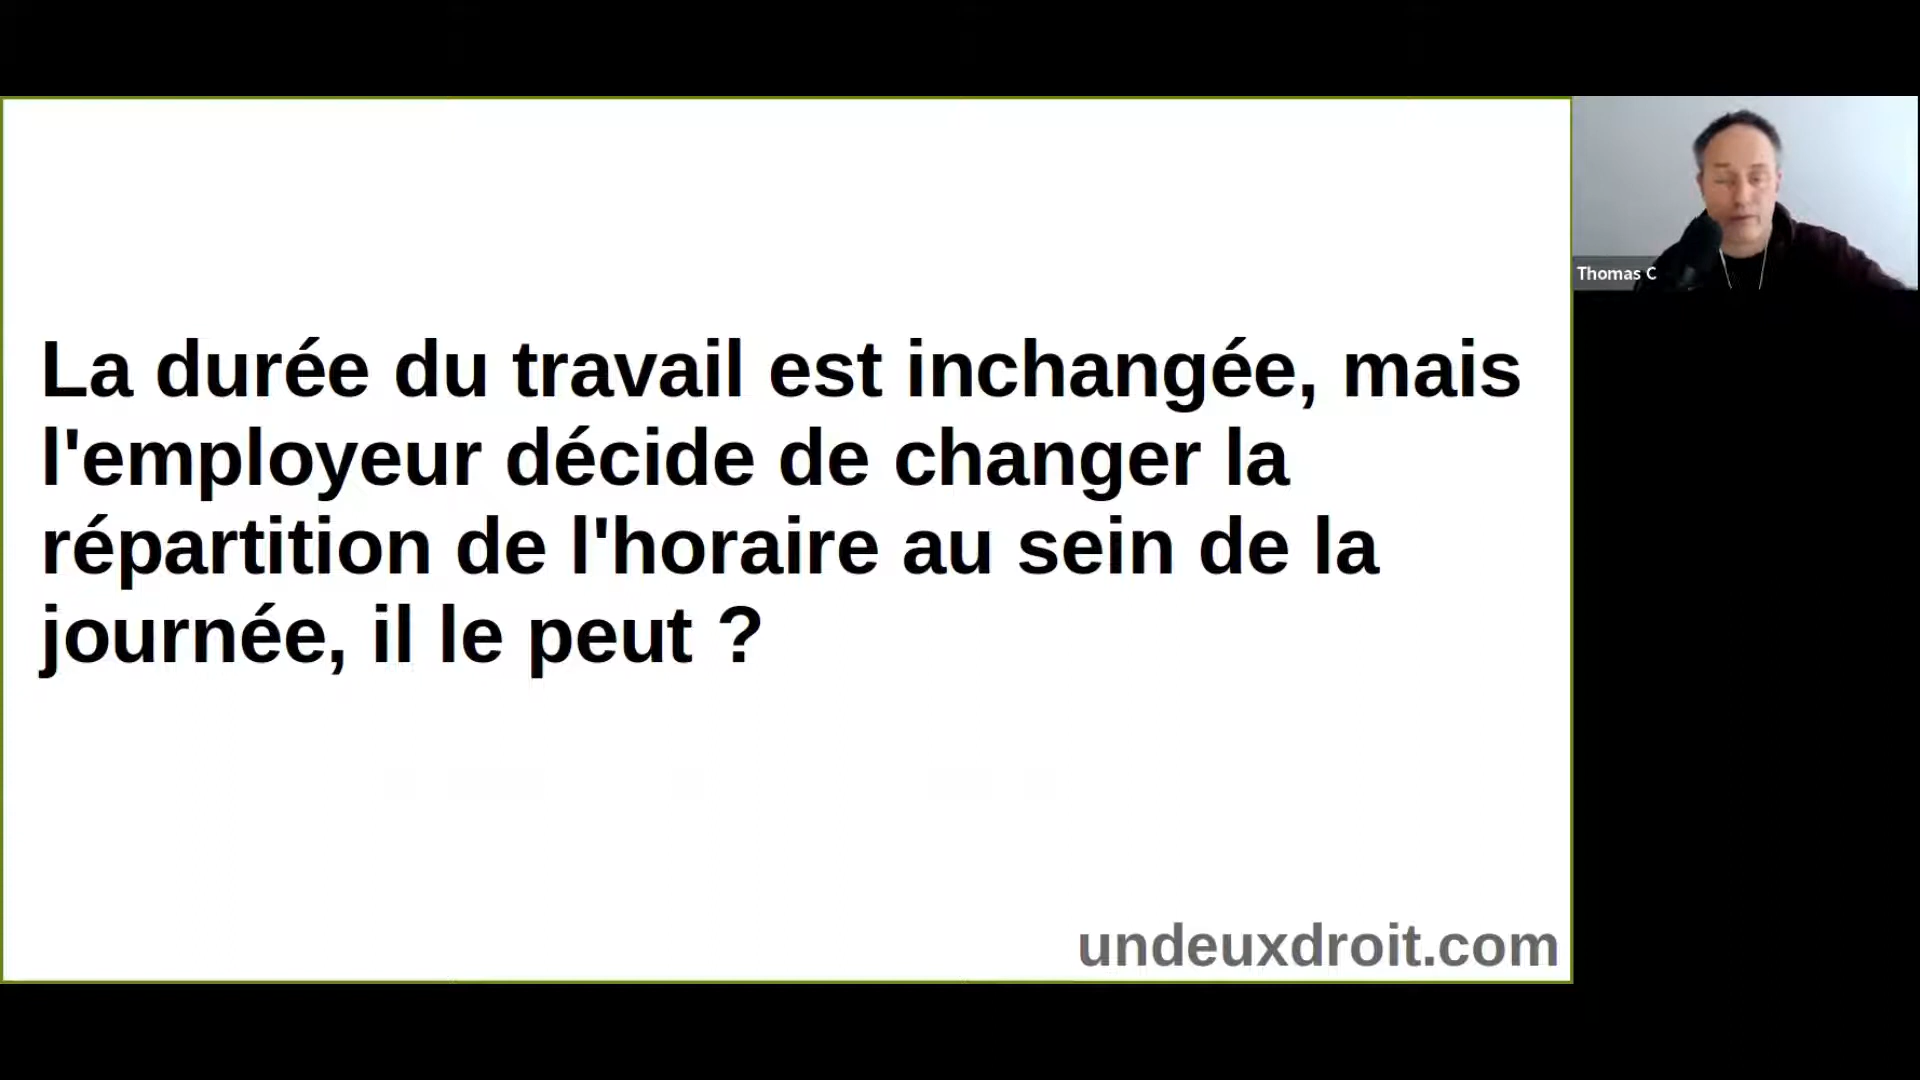 La durée du travail est inchangée, mais
l'employeur décide de changer la
répartition de l'horaire au sein de la
journée, il le peut ?
undeuxdroit.com
Thomas C